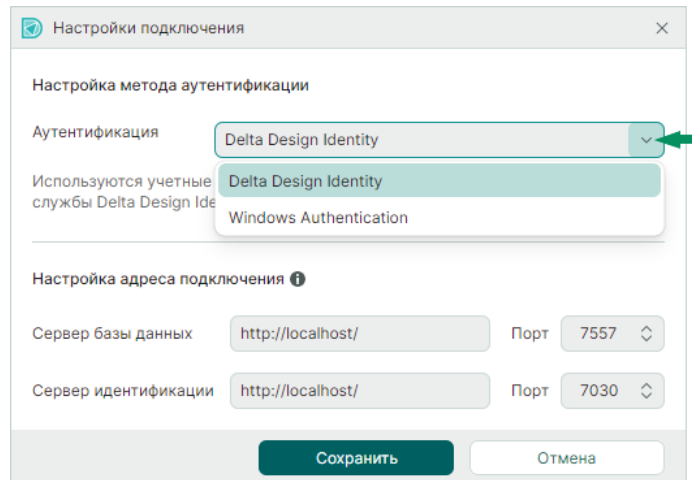 Настройки подключения
Настройка метода аутентификации
Аутентификация Delta Design Identity
Используются учетные Delta Design Identity
службы Delta Design Ide
Windows Authentication
Настройка адреса подключения
Сервер базы данных http://localhost/ Порт 7557
Сервер идентификации http://localhost/ Порт 7030
Сохранить Отмена